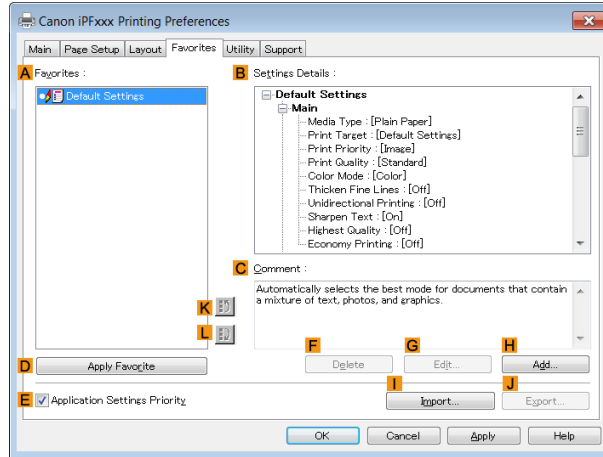 Canon iPFxxx Printing Preferences
Main Page Setup Layout Favorites Utility Support
A Favorites :
Default Settings
B Settings Details :
Default Settings
Main
Media Type : [Plain Paper]
Print Target : [Default Settings]
Print Priority : [Image]
Print Quality : [Standard]
Color Mode : [Color]
Thicken Fine Lines : [Off]
Unidirectional Printing : [Off]
Sharpen Text : [On]
Highest Quality : [Off]
Economy Printing : [Off]
C Comment :
Automatically selects the best mode for documents that contain
a mixture of text, photos, and graphics.
K
L
F G H
D Apply Favorite Delete Edit... Add...
I J
E Application Settings Priority Import... Export...
OK Cancel Apply Help